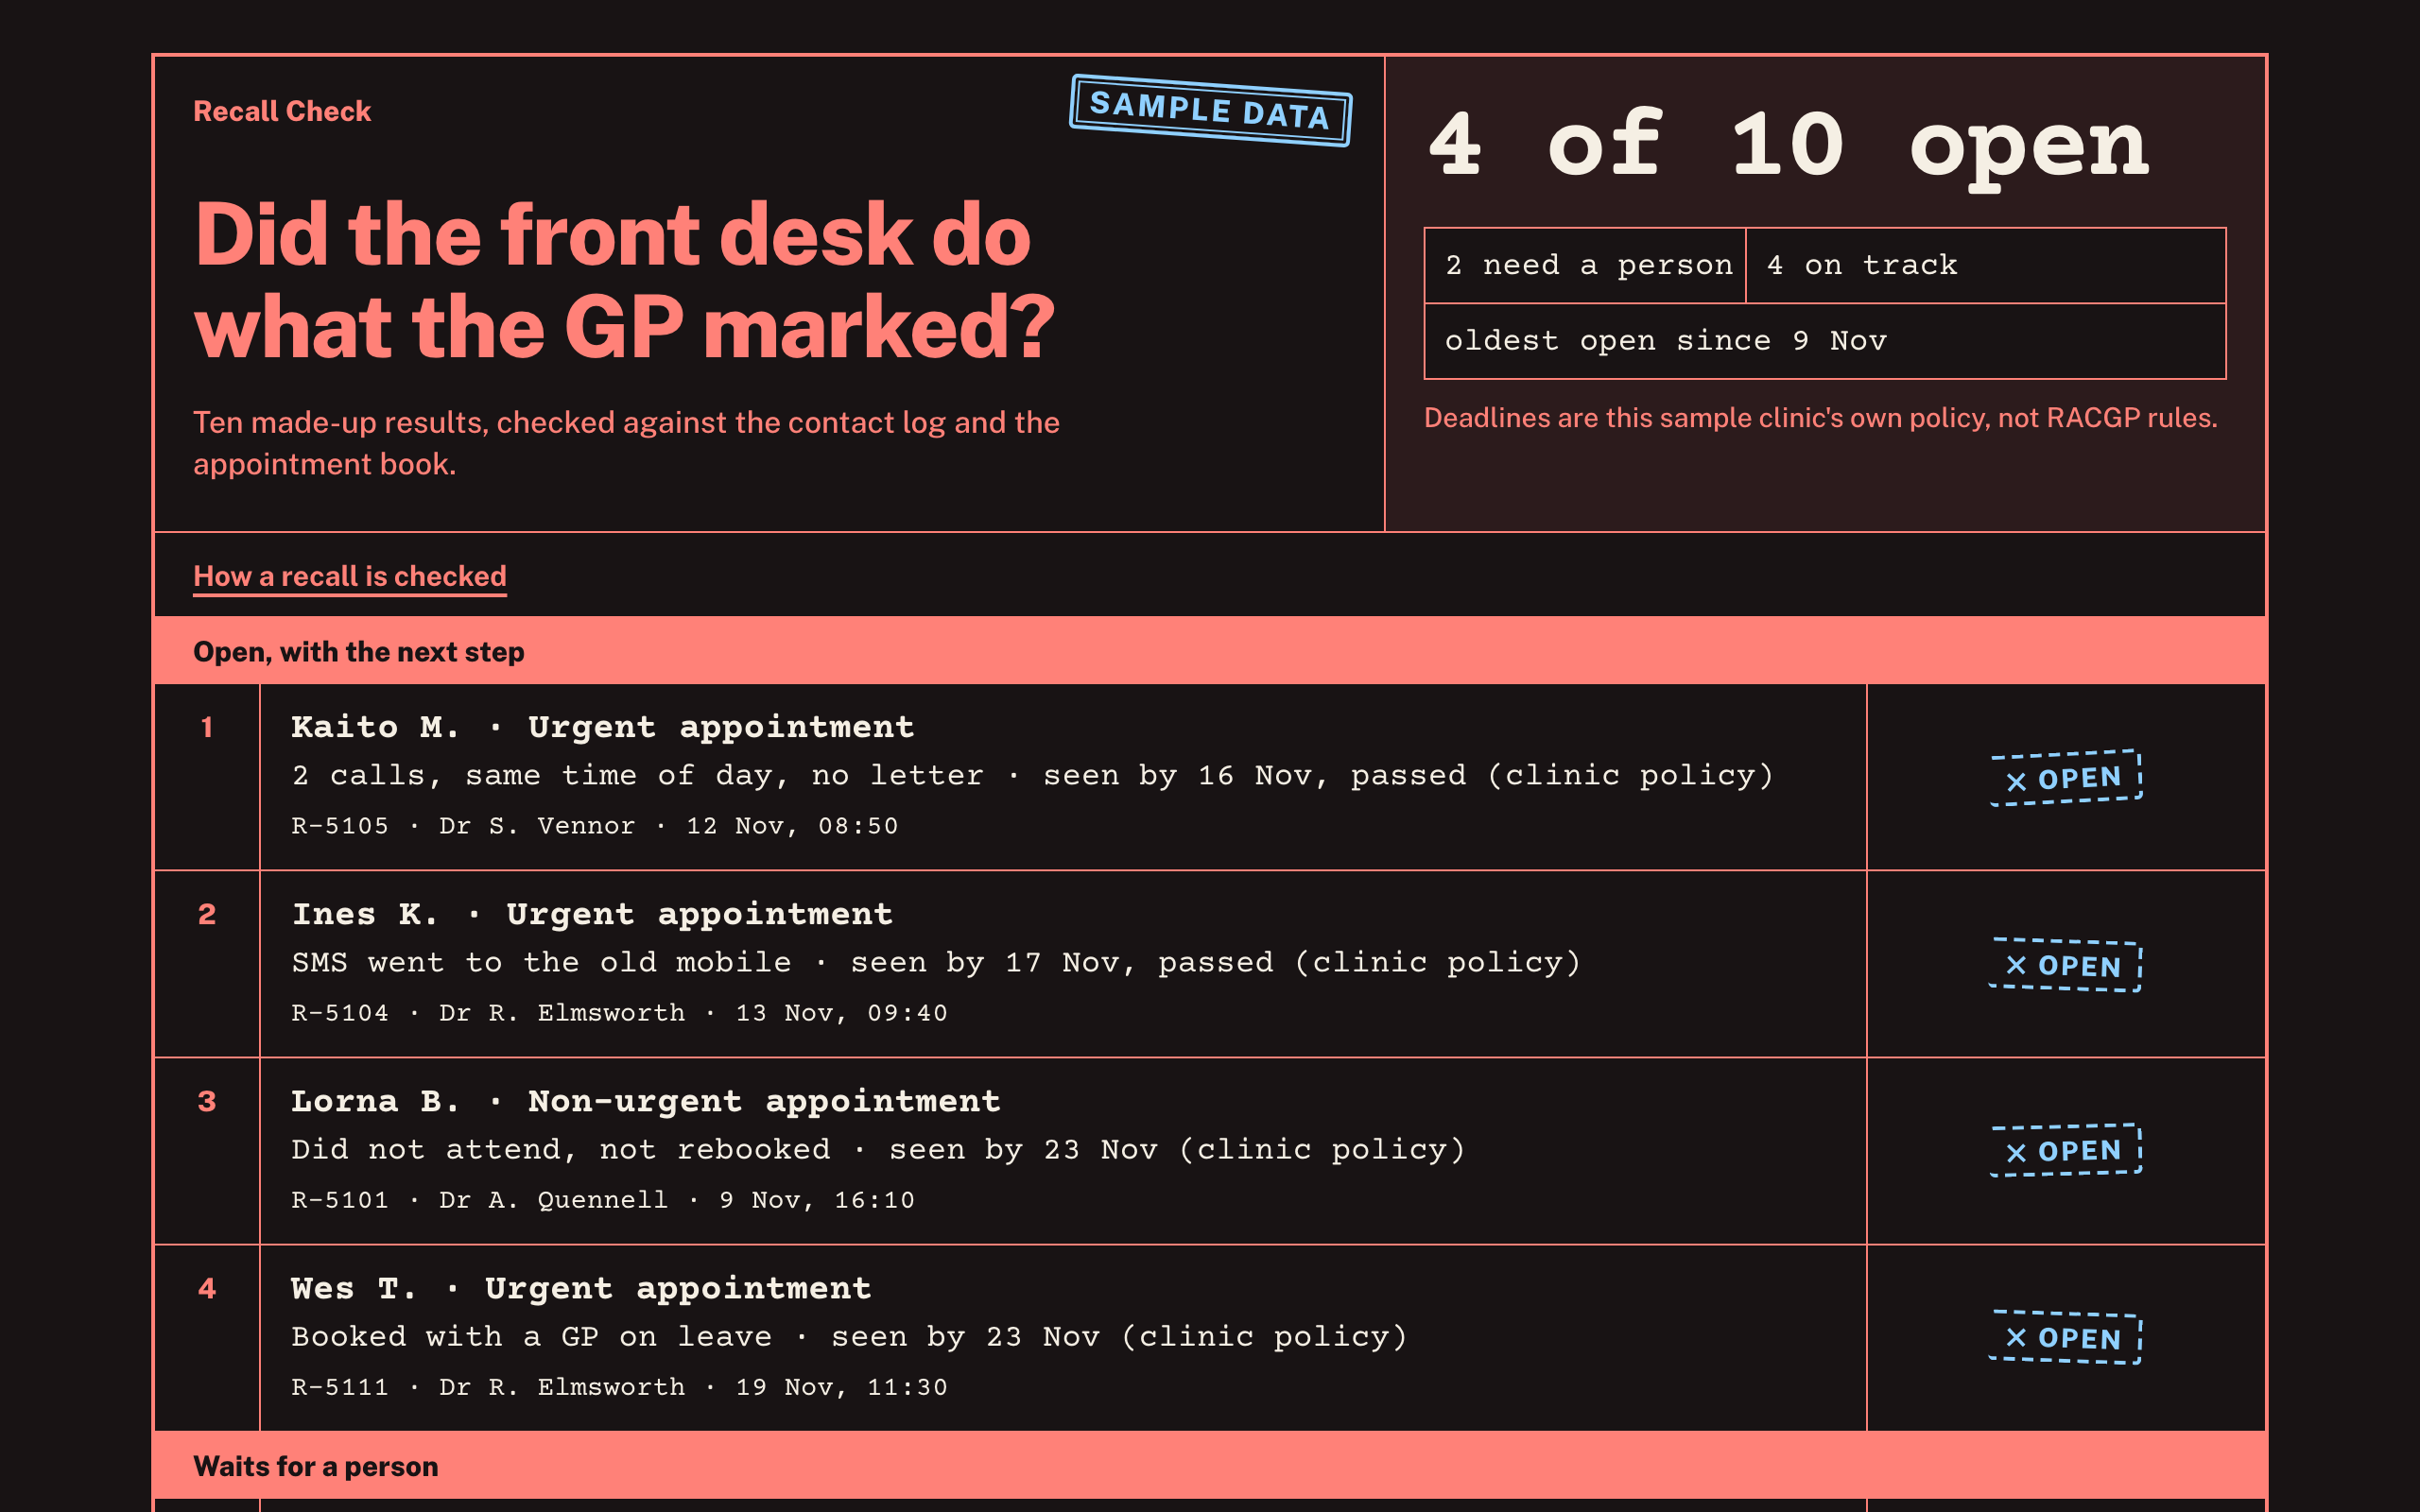 Recall Check
SAMPLE DATA
Did the front desk do
what the GP marked?
Ten made-up results, checked against the contact log and the
appointment book.
4 of 10 open
2 need a person
4 on track
oldest open since 9 Nov
Deadlines are this sample clinic's own policy, not RACGP rules.
How a recall is checked
Open, with the next step
1
Kaito M. · Urgent appointment
2 calls, same time of day, no letter · seen by 16 Nov, passed (clinic policy)
R-5105 · Dr S. Vennor · 12 Nov, 08:50
× OPEN
2
Ines K. · Urgent appointment
SMS went to the old mobile · seen by 17 Nov, passed (clinic policy)
R-5104 · Dr R. Elmsworth · 13 Nov, 09:40
× OPEN
3
Lorna B. · Non-urgent appointment
Did not attend, not rebooked · seen by 23 Nov (clinic policy)
R-5101 · Dr A. Quennell · 9 Nov, 16:10
× OPEN
4
Wes T. · Urgent appointment
Booked with a GP on leave · seen by 23 Nov (clinic policy)
R-5111 · Dr R. Elmsworth · 19 Nov, 11:30
× OPEN
Waits for a person